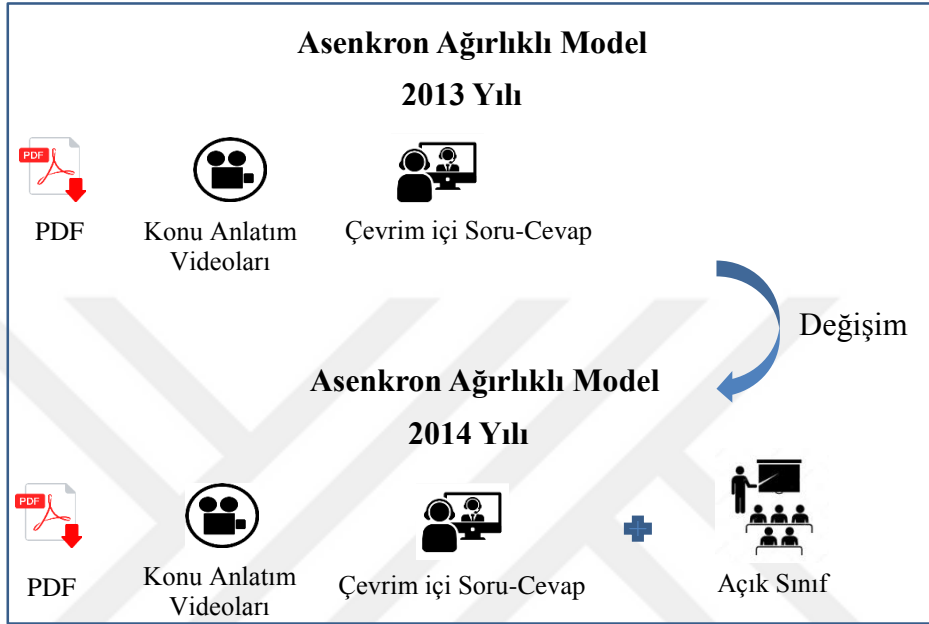 Asenkron Ağırlıklı Model
2013 Yılı
PDF
PDF
Konu Anlatım
Videoları
Çevrim içi Soru-Cevap
Değişim
Asenkron Ağırlıklı Model
2014 Yılı
PDF
PDF
Konu Anlatım
Videoları
Çevrim içi Soru-Cevap
Açık Sınıf